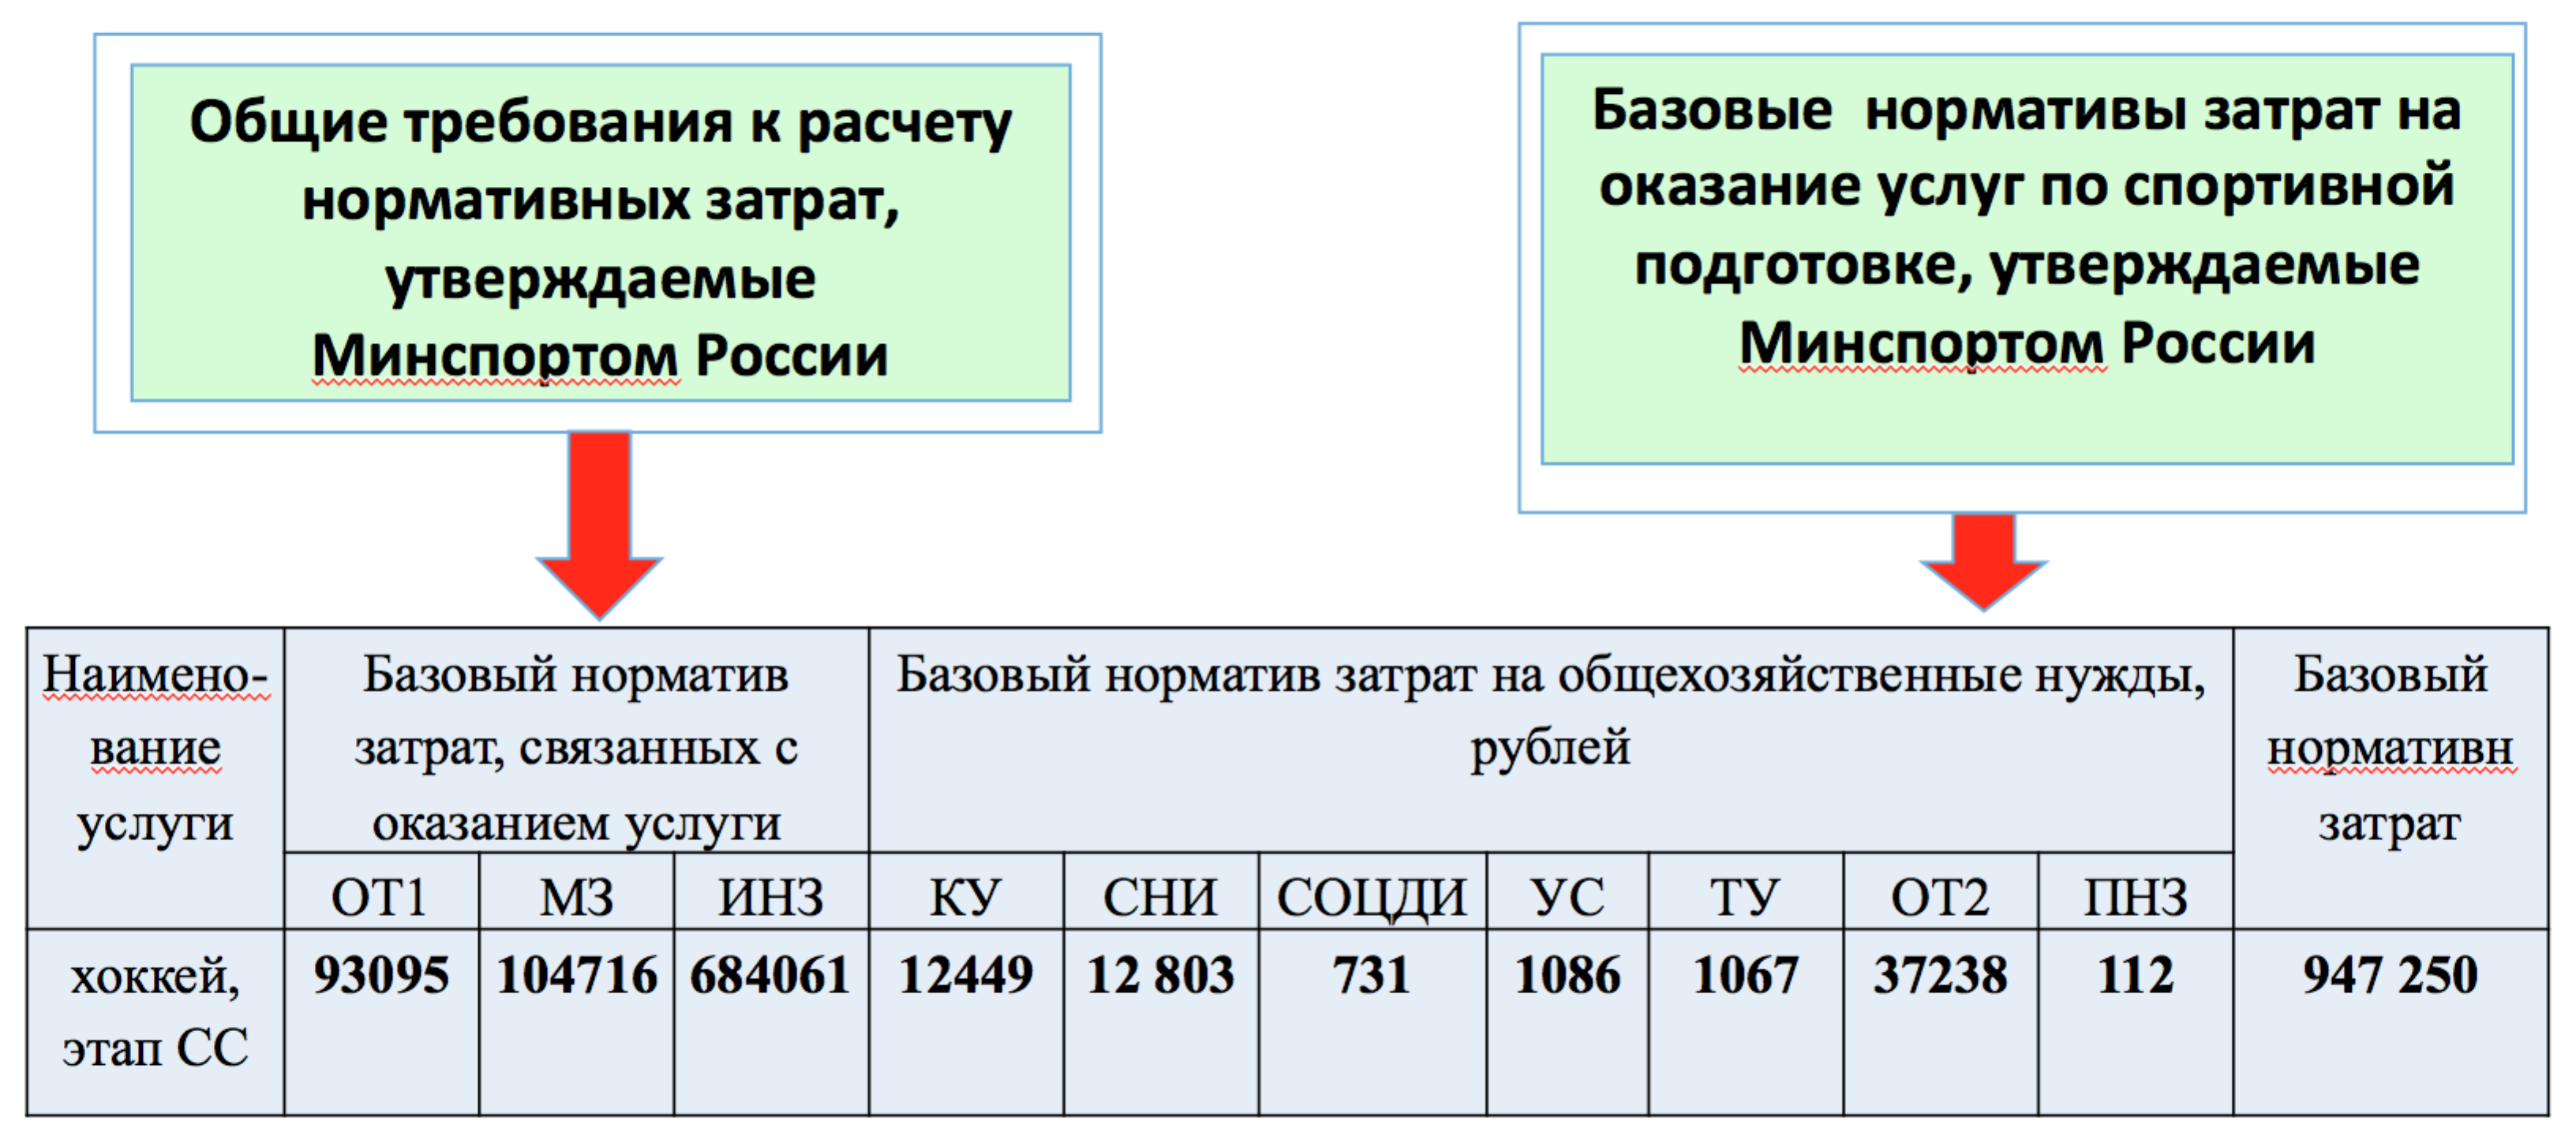 Общие требования к расчету
нормативных затрат,
утверждаемые
Минспортом России
Базовые нормативы затрат на
оказание услуг по спортивной
подготовке, утверждаемые
Минспортом России
Наимено-
вание
услуги
Базовый норматив
затрат, связанных с
оказанием услуги
Базовый норматив затрат на общехозяйственные нужды,
рублей
Базовый
нормативн
затрат
ОТ1 МЗ ИНЗ КУ СНИ СОЦДИ УС ТУ ОТ2 ПНЗ
хоккей,
этап СС
93095 104716 684061 12449 12 803 731 1086 1067 37238 112 947 250